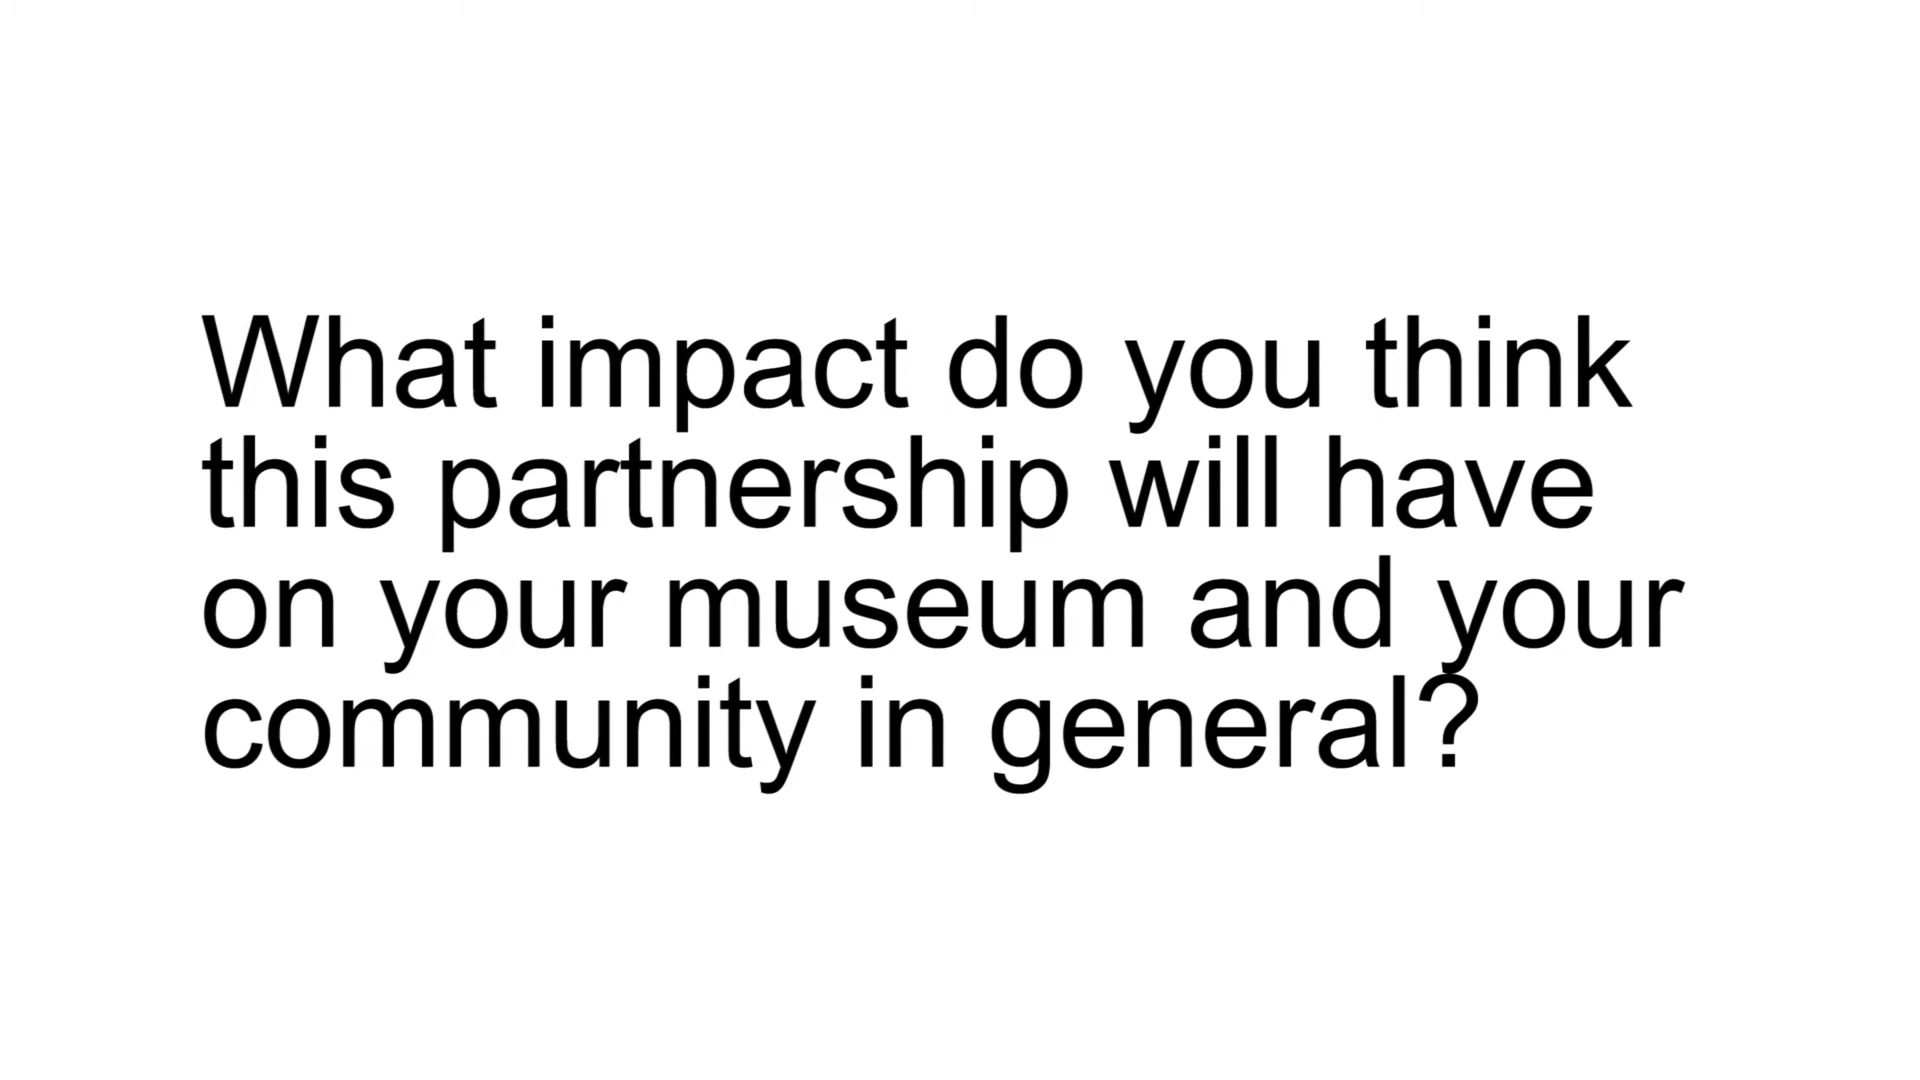 What impact do you think
this partnership will have
on your museum and your
community in general?